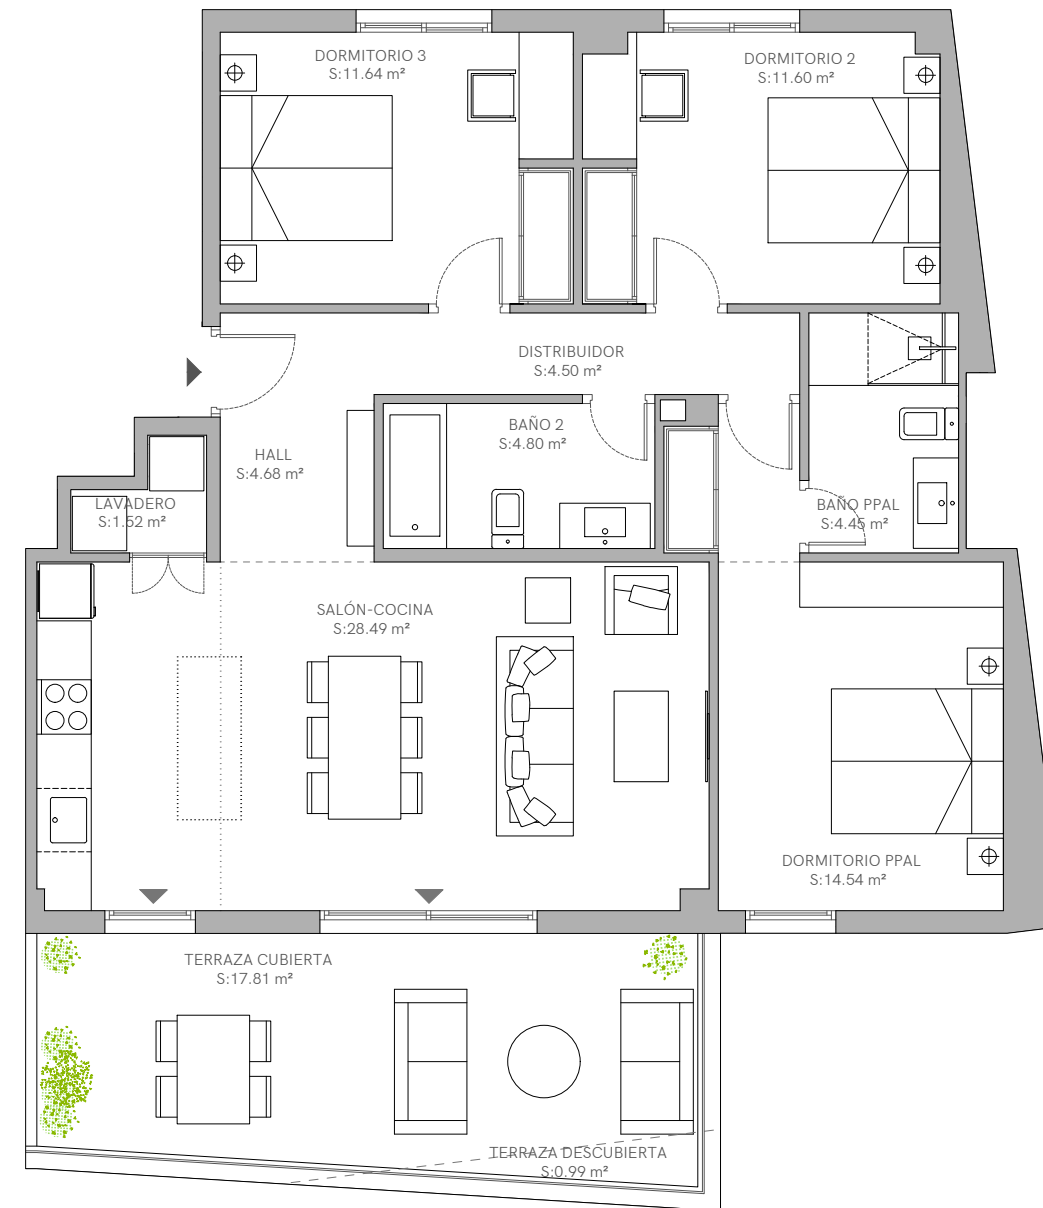 DORMITORIO 3
S:11.64 m²
DORMITORIO 2
S:11.60 m²
DISTRIBUIDOR
S:4.50 m²
BAÑO 2
S:4.80 m²
HALL
S:4.68 m²
LAVADERO
S:1.52 m²
BAÑO PPAL
S:4.45 m²
SALÓN-COCINA
S:28.49 m²
DORMITORIO PPAL
S:14.54 m²
TERRAZA CUBIERTA
S:17.81 m²
TERRAZA DESCUBIERTA
S:0.99 m²